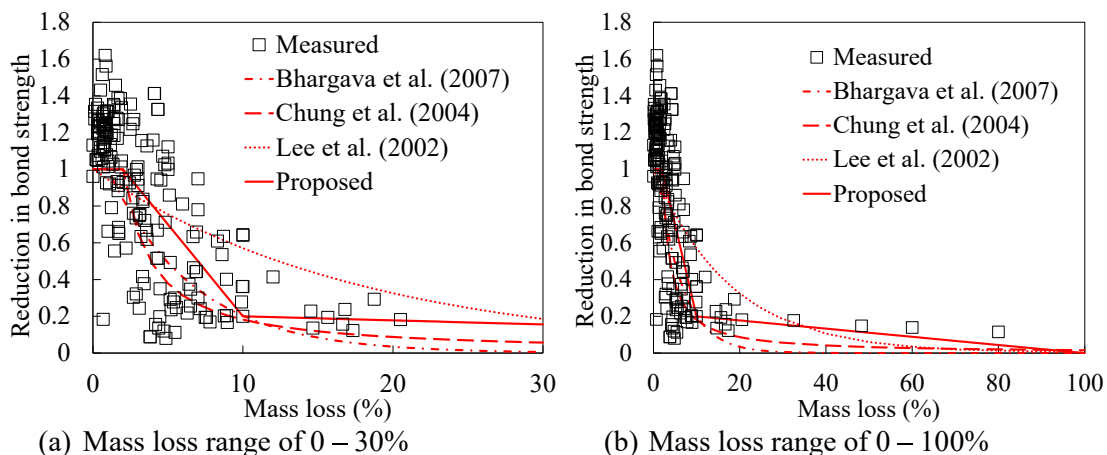 1.8
1.6
1.4
1.2
1
0.8
0.6
0.4
0.2
0
Reduction in bond strength
Measured
Bhargava et al. (2007)
Chung et al. (2004)
Lee et al. (2002)
Proposed
0 10 20 30
Mass loss (%)
(a) Mass loss range of 0 – 30%
1.8
1.6
1.4
1.2
1
0.8
0.6
0.4
0.2
0
Reduction in bond strength
Measured
Bhargava et al. (2007)
Chung et al. (2004)
Lee et al. (2002)
Proposed
0 20 40 60 80 100
Mass loss (%)
(b) Mass loss range of 0 – 100%